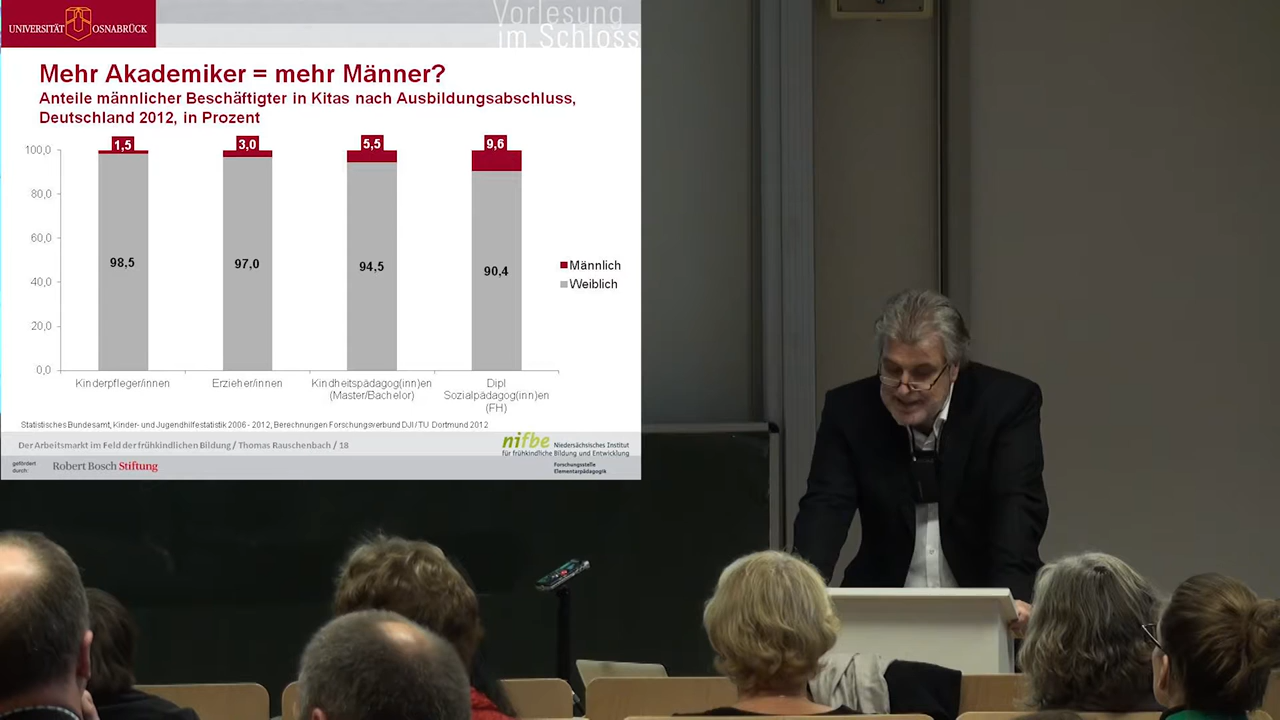 UNIVERSITÄT OSNABRÜCK
Vorlesung
im Schloss
Mehr Akademiker = mehr Männer?
Anteile männlicher Beschäftigter in Kitas nach Ausbildungsabschluss,
Deutschland 2012, in Prozent
1,5
3,0
5,5
9,6
100,0
80,0
60,0
40,0
20,0
0,0
98,5
97,0
94,5
90,4
Männlich
Weiblich
Kinderpfleger/innen
Erzieher/innen
Kindheitspädagog(inn)en
(Master/Bachelor)
Dipl
Sozialpädagog(inn)en
(FH)
Statistisches Bundesamt, Kinder- und Jugendhilfestatistik 2006 - 2012, Berechnungen Forschungsverbund DJI / TU Dortmund 2012
Der Arbeitsmarkt im Feld der frühkindlichen Bildung / Thomas Rauschenbach / 18
nifbe Niedersächsisches Institut
für frühkindliche Bildung und Entwicklung
gefördert
durch:
Robert Bosch Stiftung
Forschungsstelle
Elementarpädagogik